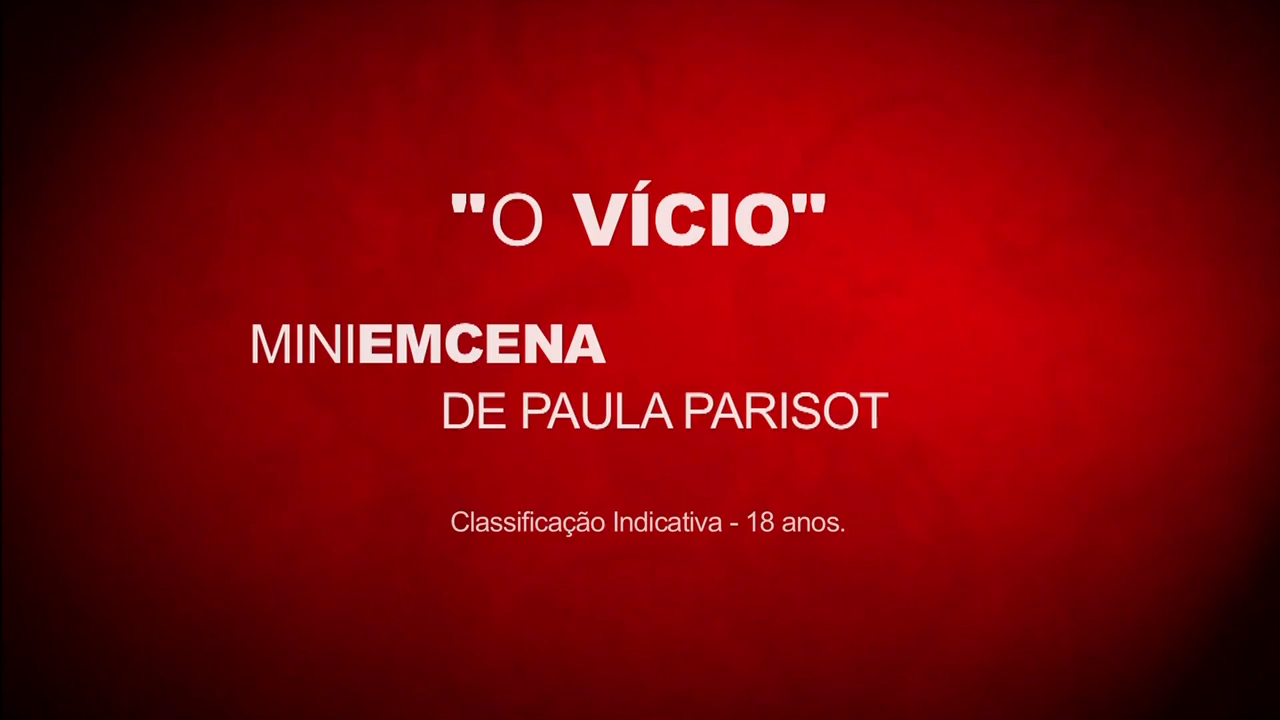 "O VÍCIO"
MINIEMCENA
DE PAULA PARISOT
Classificação Indicativa - 18 anos.